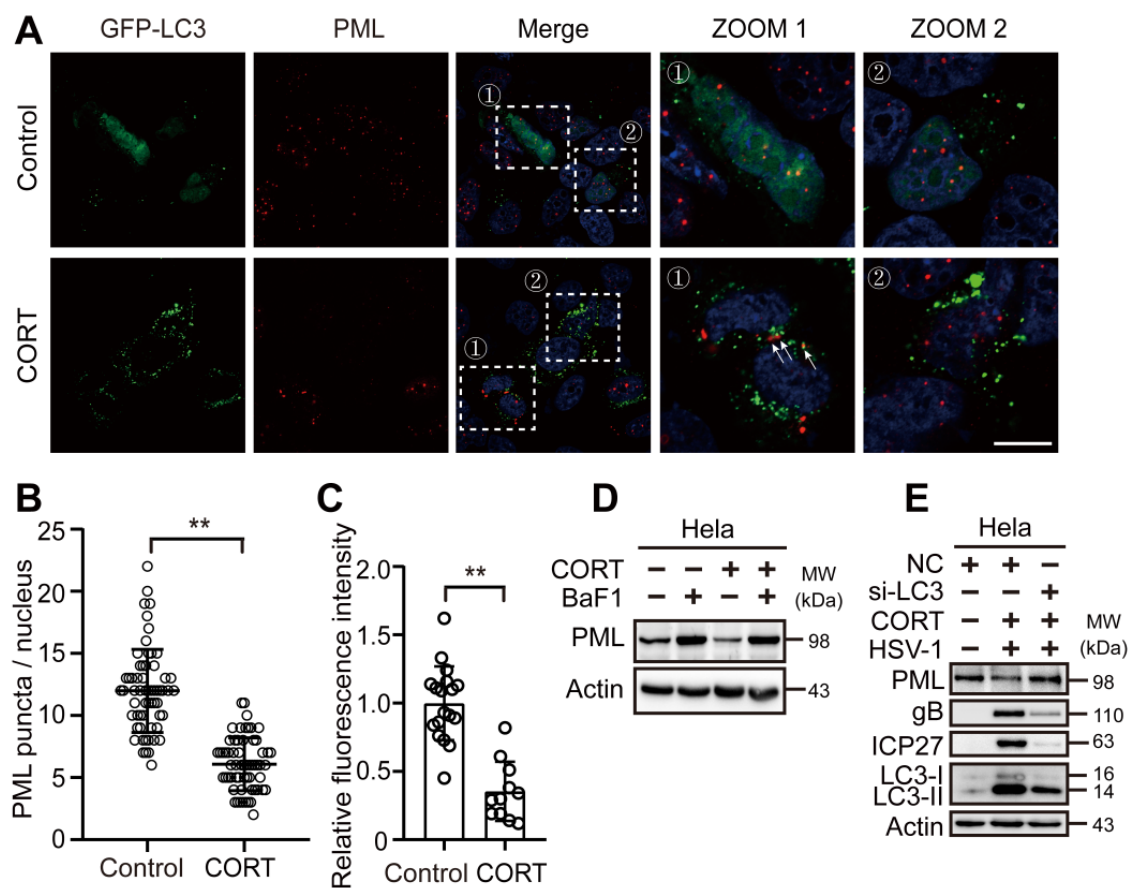 A
GFP-LC3 PML Merge ZOOM 1 ZOOM 2
Control
① ② ① ②
CORT
① ② ① ②
B
PML puncta / nucleus
25
20
15
10
5
0
**
Control CORT
C
Relative fluorescence intensity
2.0
1.5
1.0
0.5
0
**
Control CORT
D
Hela
CORT − − + + MW
BaF1 − + − + (kDa)
PML 98
Actin 43
E
Hela
NC + + −
si-LC3 − − +
CORT − + + MW
HSV-1 − + + (kDa)
PML 98
gB 110
ICP27 63
LC3-I 16
LC3-II 14
Actin 43